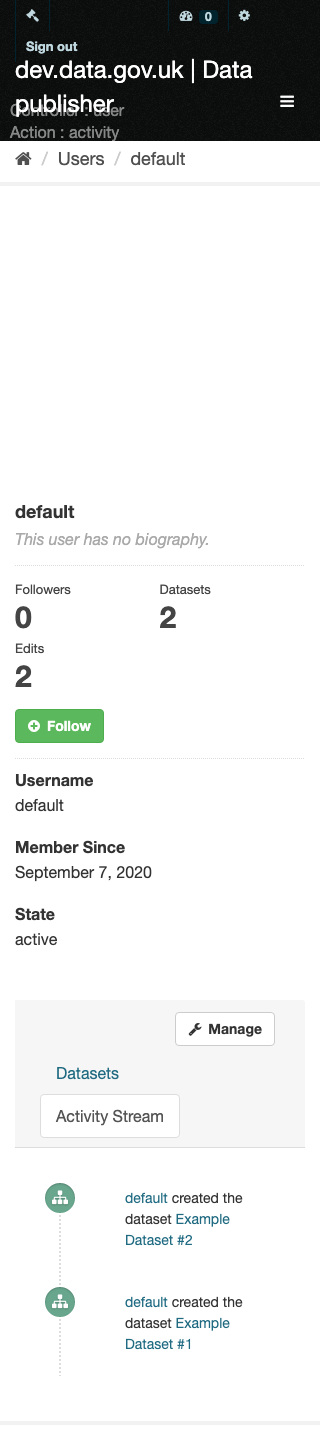 0
Sign out
dev.data.gov.uk | Data
publisher
Controller : user
Action : activity
/ Users / default
default
This user has no biography.
Followers Datasets
0 2
Edits
2
Follow
Username
default
Member Since
September 7, 2020
State
active
Manage
Datasets
Activity Stream
default created the
dataset Example
Dataset #2
default created the
dataset Example
Dataset #1